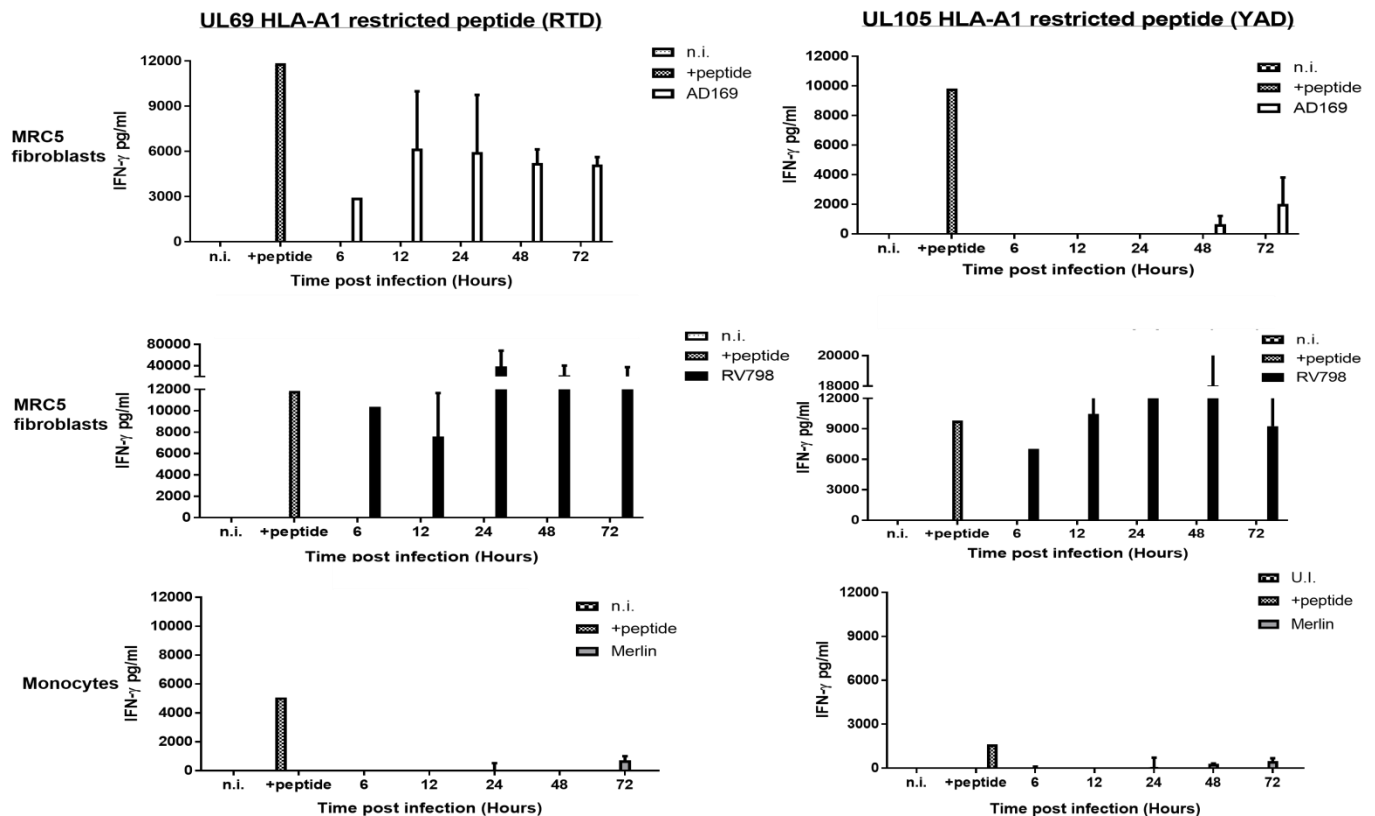 UL69 HLA-A1 restricted peptide (RTD)
UL105 HLA-A1 restricted peptide (YAD)
MRC5
fibroblasts
IFN-γ pg/ml
12000
9000
6000
3000
0
n.i.
+peptide
AD169
n.i. +peptide 6 12 24 48 72
Time post infection (Hours)
IFN-γ pg/ml
12000
10000
8000
6000
4000
2000
0
n.i.
+peptide
AD169
n.i. +peptide 6 12 24 48 72
Time post infection (Hours)
MRC5
fibroblasts
IFN-γ pg/ml
80000
40000
12000
10000
8000
6000
4000
2000
0
n.i.
+peptide
RV798
n.i. +peptide 6 12 24 48 72
Time post infection (Hours)
IFN-γ pg/ml
20000
18000
12000
9000
6000
3000
0
n.i.
+peptide
RV798
n.i. +peptide 6 12 24 48 72
Time post infection (Hours)
Monocytes
IFN-γ pg/ml
12000
10000
8000
6000
4000
2000
0
n.i.
+peptide
Merlin
n.i. +peptide 6 12 24 48 72
Time post infection (Hours)
IFN-γ pg/ml
12000
9000
6000
3000
0
U.I.
+peptide
Merlin
n.i. +peptide 6 12 24 48 72
Time post infection (Hours)